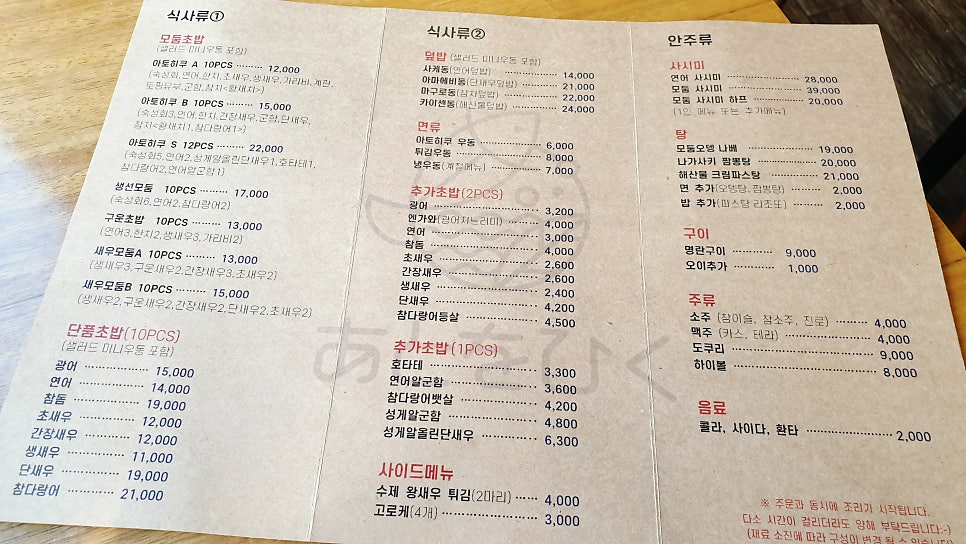 식사류①
모둠초밥
(샐러드 미니우동 포함)
아토히쿠 A 10PCS ········ 12,000
(숙성회,연어,한치,초새우,생새우,가리비,계란,
토핑유부,군함,참치<황새치>)
아토히쿠 B 10PCS ········ 15,000
(숙성회3,연어,한치,간장새우,군함,단새우,
참치<황새치1,참다랑어1>)
아토히쿠 S 12PCS ········ 22,000
(숙성회5,연어2,성게알올린단새우1,호타테1,
참다랑어2,연어알군함1)
생선모둠 10PCS ········ 17,000
(숙성회6,연어2,참다랑어2)
구운초밥 10PCS ········ 13,000
(연어3,한치2,생새우3,가리비2)
새우모둠A 10PCS ········ 13,000
(생새우3,구운새우2,간장새우3,초새우2)
새우모둠B 10PCS ········ 15,000
(생새우2,구운새우2,간장새우2,단새우2,초새우2)
단품초밥(10PCS)
(샐러드 미니우동 포함)
광어 ········ 15,000
연어 ········ 14,000
참돔 ········ 19,000
초새우 ········ 12,000
간장새우 ········ 12,000
생새우 ········ 11,000
단새우 ········ 19,000
참다랑어 ········ 21,000
식사류②
덮밥 (샐러드 미니우동 포함)
사케동(연어덮밥) ········ 14,000
아마에비동(단새우덮밥) ········ 21,000
마구로동(참치덮밥) ········ 22,000
카이센동(해산물덮밥) ········ 24,000
면류
아토히쿠 우동 ········ 6,000
튀김우동 ········ 8,000
냉우동(계절메뉴) ········ 7,000
추가초밥(2PCS)
광어 ········ 3,200
엔가와(광어지느러미) ········ 4,000
연어 ········ 3,000
참돔 ········ 4,000
초새우 ········ 2,600
간장새우 ········ 2,600
생새우 ········ 2,400
단새우 ········ 4,200
참다랑어등살 ········ 4,500
추가초밥(1PCS)
호타테 ········ 3,300
연어알군함 ········ 3,600
참다랑어뱃살 ········ 4,200
성게알군함 ········ 4,800
성게알올린단새우 ········ 6,300
사이드메뉴
수제 왕새우 튀김(2마리) ······ 4,000
고로케(4개) ········ 3,000
あとをひく
안주류
사시미
연어 사시미 ········ 28,000
모둠 사시미 ········ 39,000
모둠 사시미 하프 ········ 20,000
(1인 메뉴 또는 추가메뉴)
탕
모둠오뎅 나베 ········ 19,000
나가사키 짬뽕탕 ········ 20,000
해산물 크림파스탕 ········ 21,000
면 추가(오뎅탕,짬뽕탕) ········ 2,000
밥 추가(파스탕 리조또) ········ 2,000
구이
명란구이 ········ 9,000
오이추가 ········ 1,000
주류
소주 (참이슬, 참소주, 진로) ········ 4,000
맥주 (카스, 테라) ········ 4,000
도쿠리 ········ 9,000
하이볼 ········ 8,000
음료
콜라, 사이다, 환타 ········ 2,000
※ 주문과 동시에 조리가 시작됩니다.
다소 시간이 걸리더라도 양해 부탁드립니다.-)
(재료 소진에 따라 구성이 변경 될 수 있습니다)